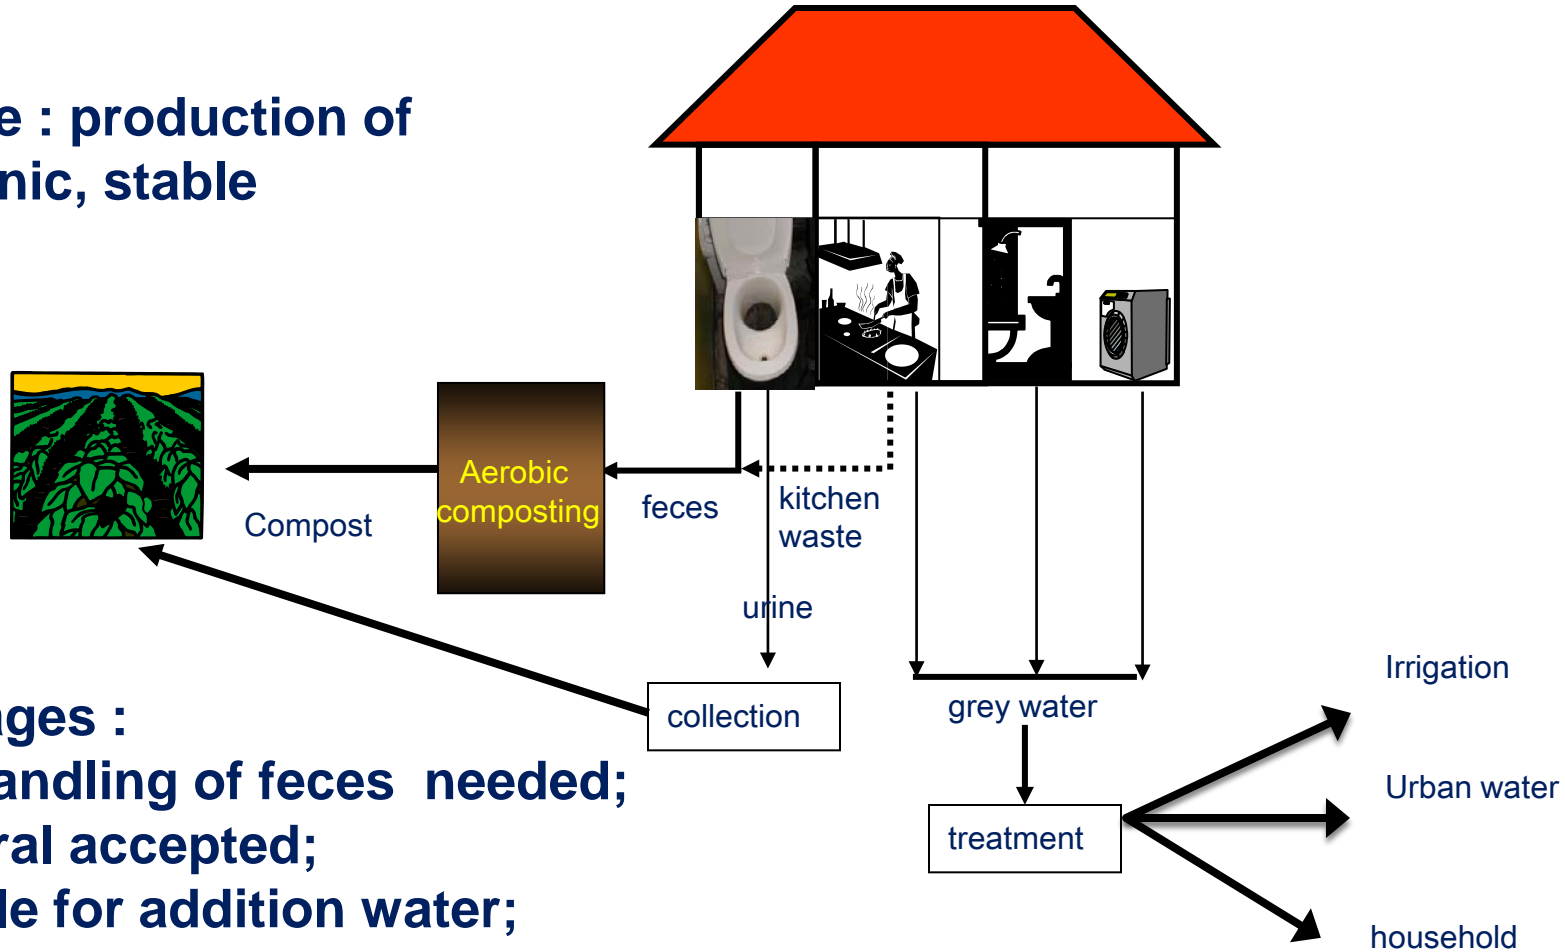 e : production of
nic, stable
Aerobic
composting
feces
kitchen
waste
Compost
urine
collection
grey water
treatment
Irrigation
Urban water
household
ages :
andling of feces needed;
ral accepted;
le for addition water;